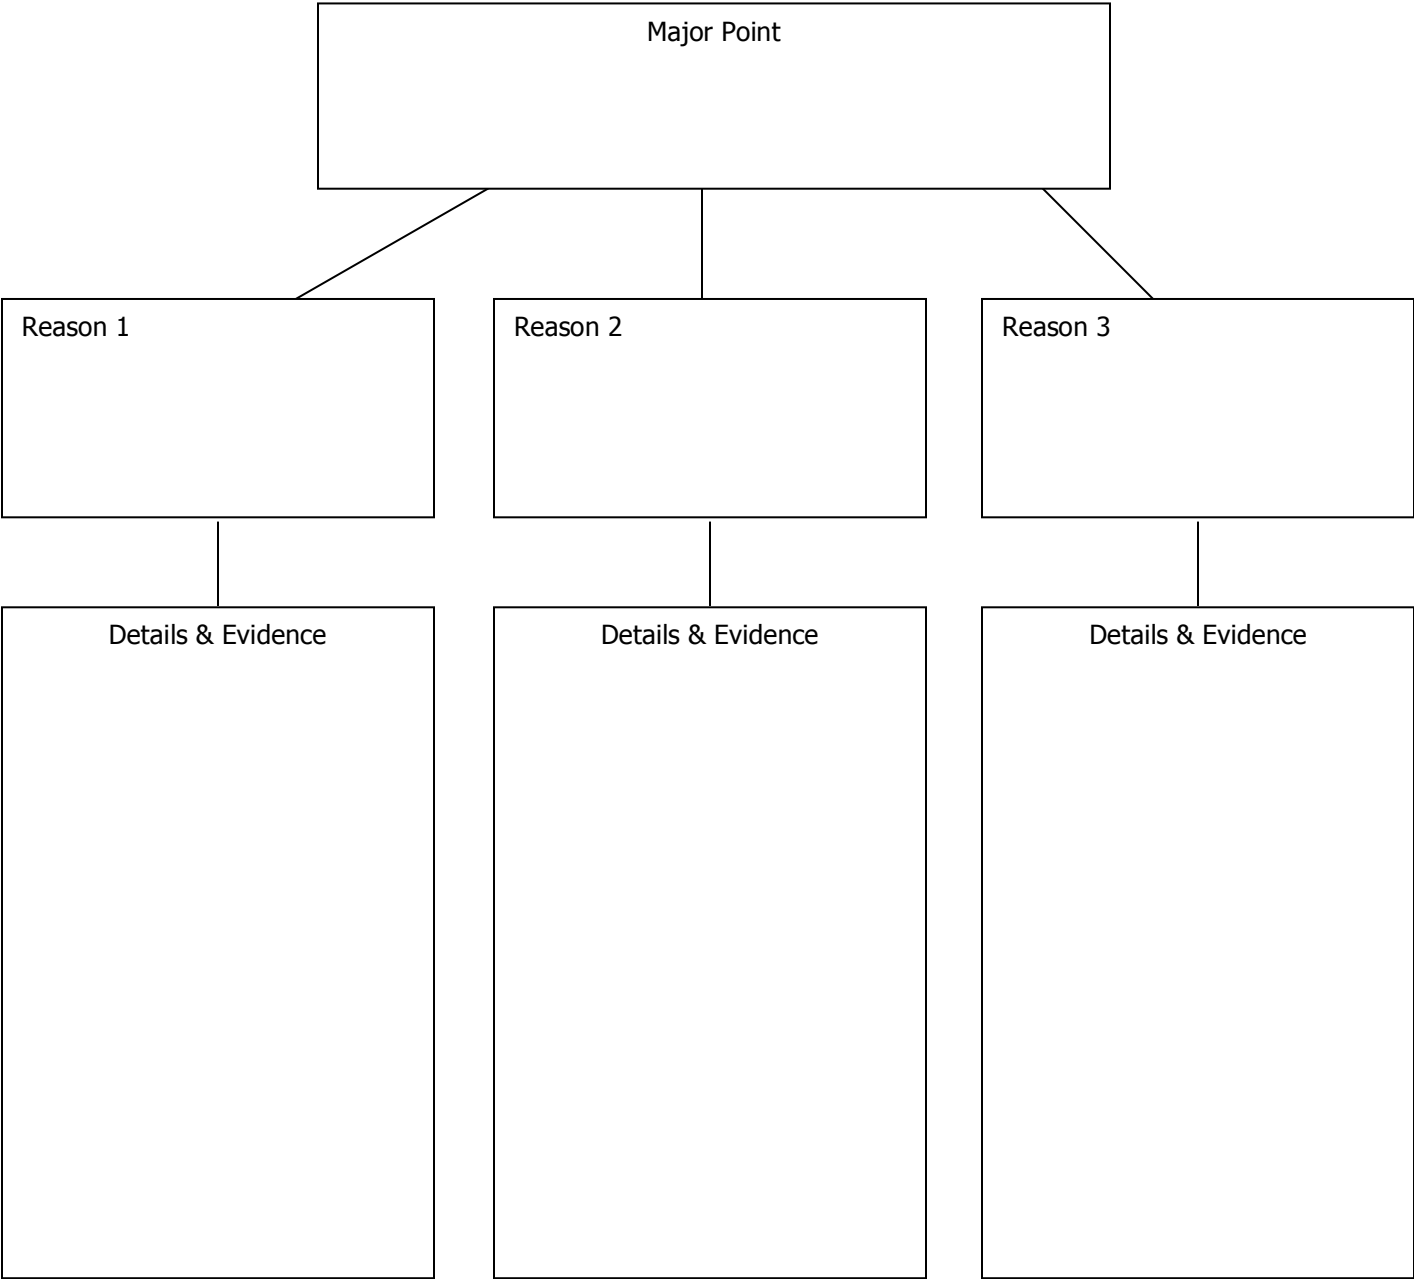 Major Point
Reason 1
Reason 2
Reason 3
Details & Evidence
Details & Evidence
Details & Evidence